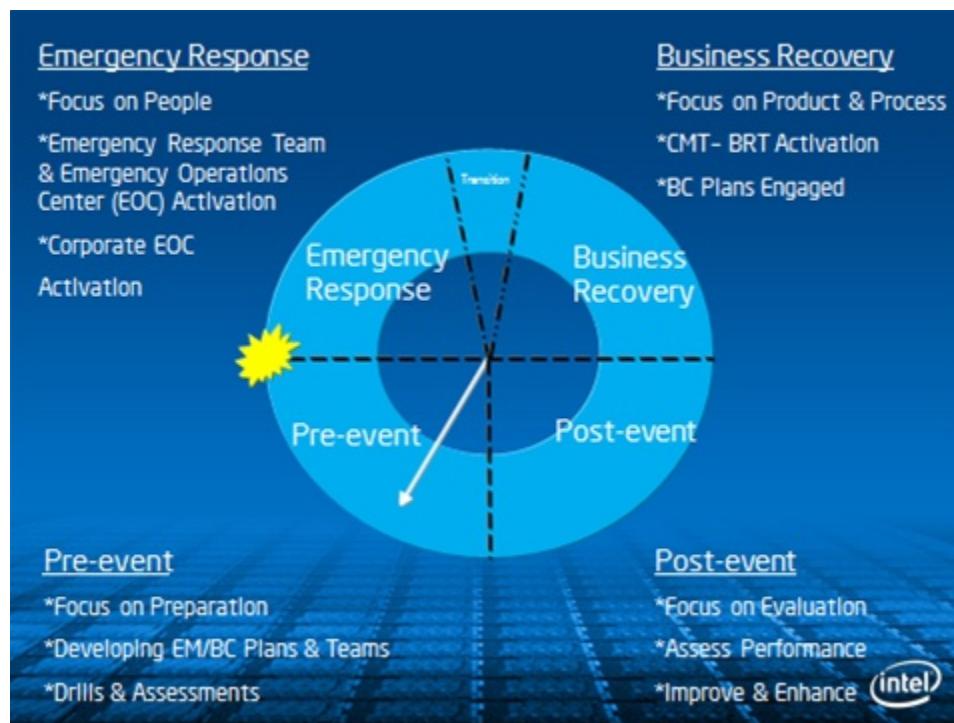 Emergency Response
*Focus on People
*Emergency Response Team
& Emergency Operations
Center (EOC) Activation
*Corporate EOC
Activation
Business Recovery
*Focus on Product & Process
*CMT- BRT Activation
*BC Plans Engaged
Transition
Emergency
Response
Business
Recovery
Pre-event
Post-event
Pre-event
*Focus on Preparation
*Developing EM/BC Plans & Teams
*Drills & Assessments
Post-event
*Focus on Evaluation
*Assess Performance
*Improve & Enhance
intel